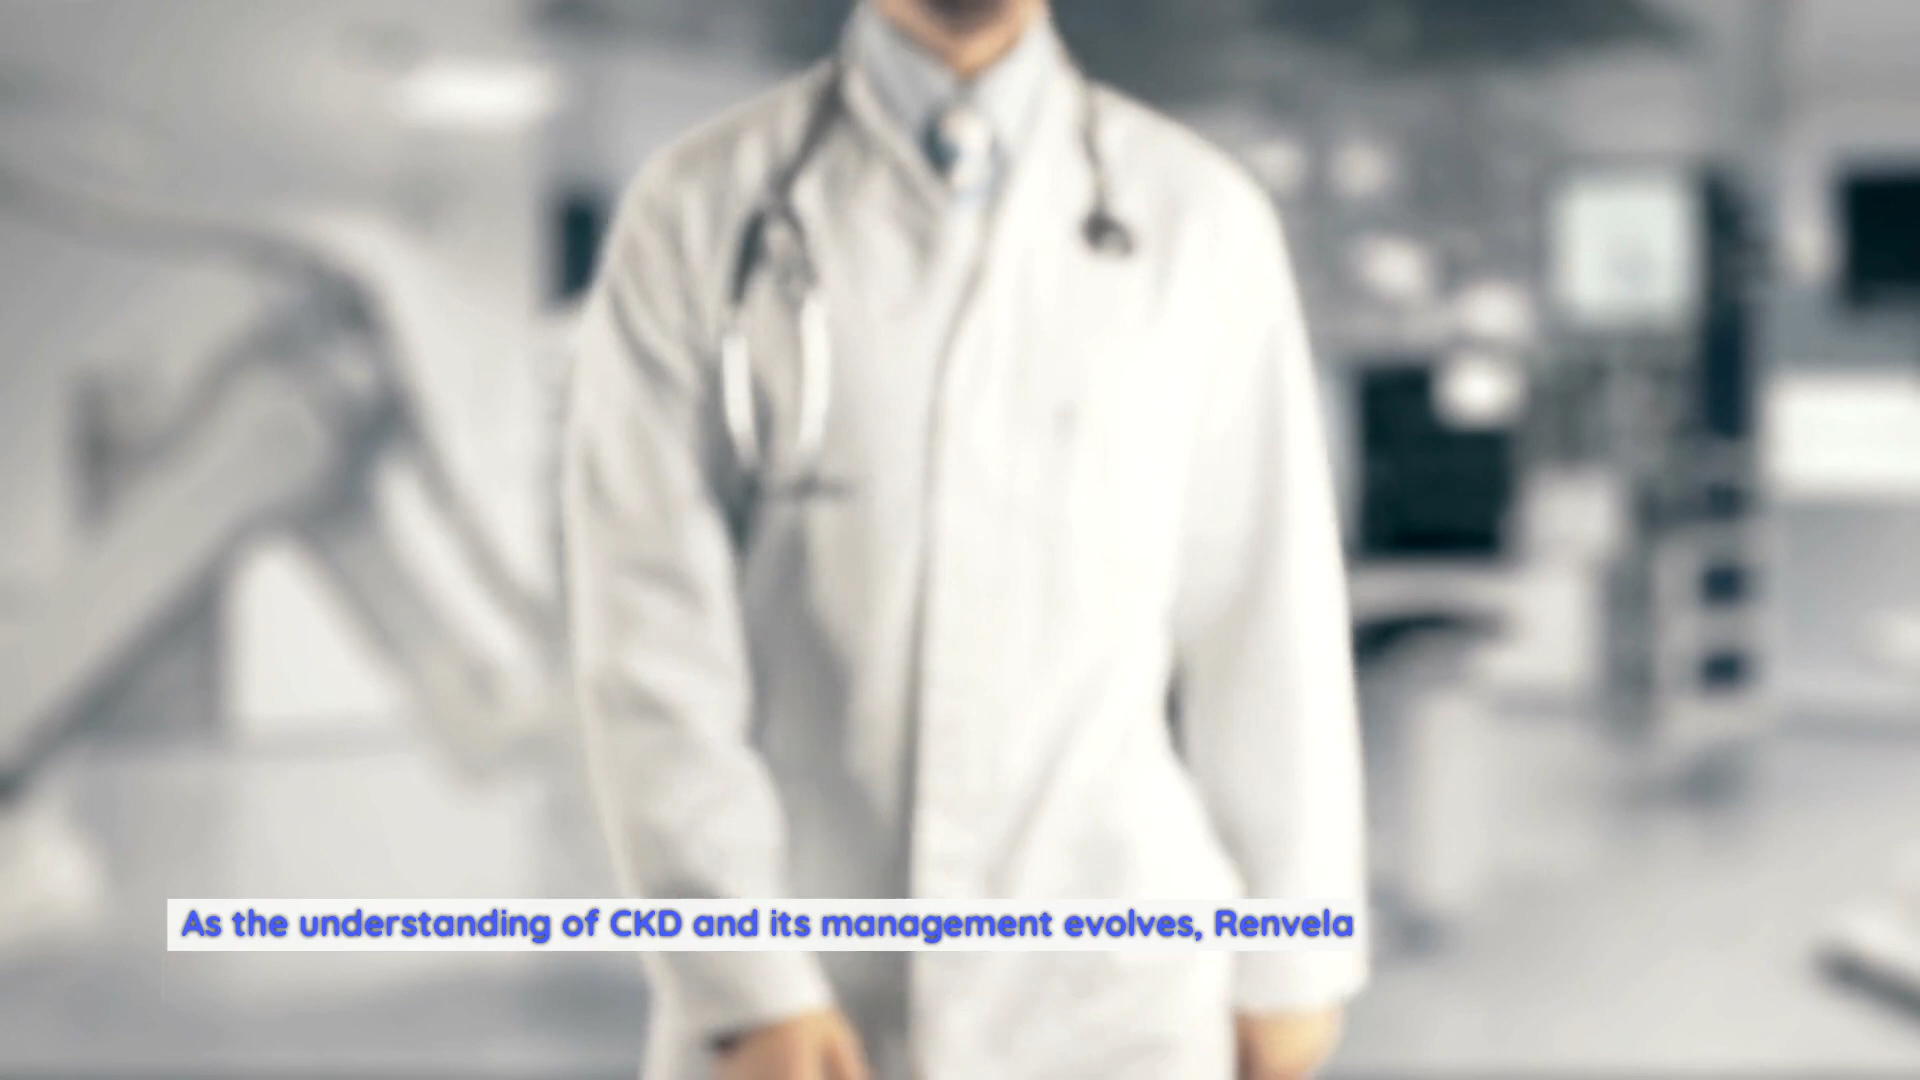 As the understanding of CKD and its management evolves, Renvela